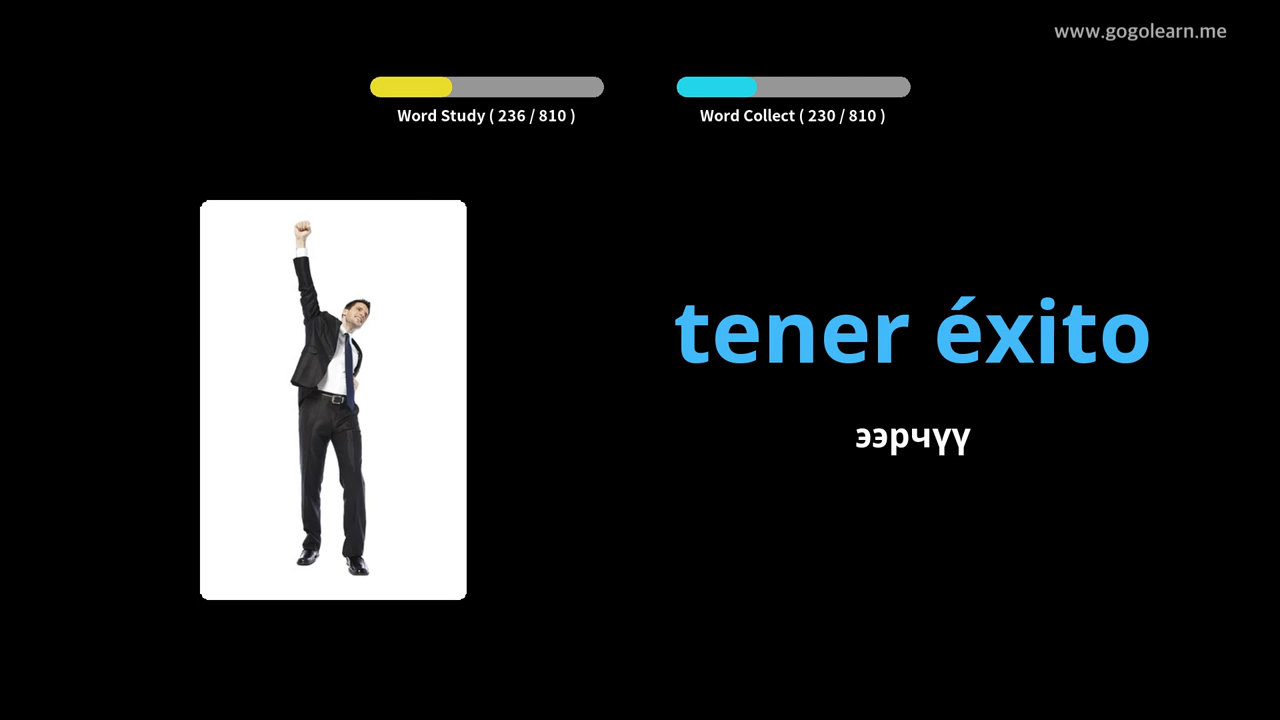 www.gogolearn.me
Word Study ( 236 / 810 )
Word Collect ( 230 / 810 )
tener éxito
ээрчүү